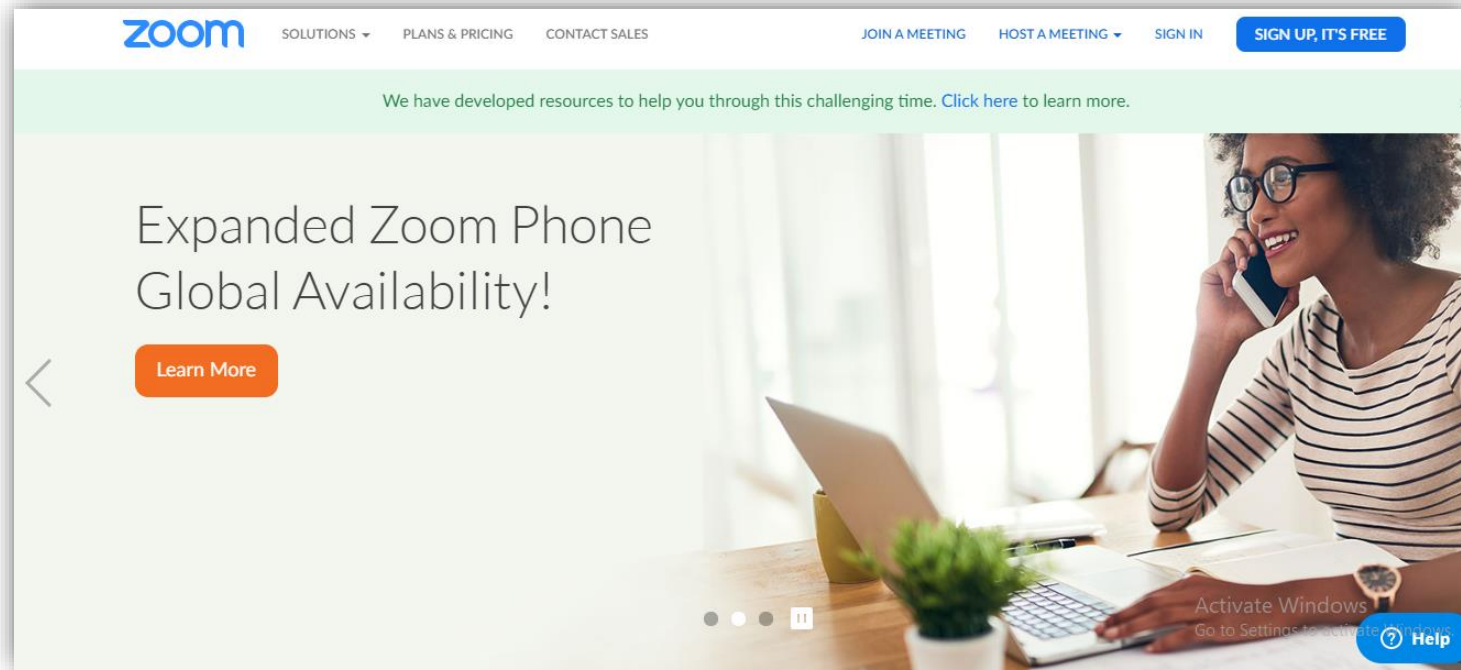 zoom
SOLUTIONS
PLANS & PRICING
CONTACT SALES
JOIN A MEETING
HOST A MEETING
SIGN IN
SIGN UP, IT'S FREE
We have developed resources to help you through this challenging time. Click here to learn more.
Expanded Zoom Phone
Global Availability!
Learn More
Activate Windows
Go to Settings to activate Windows.
Help